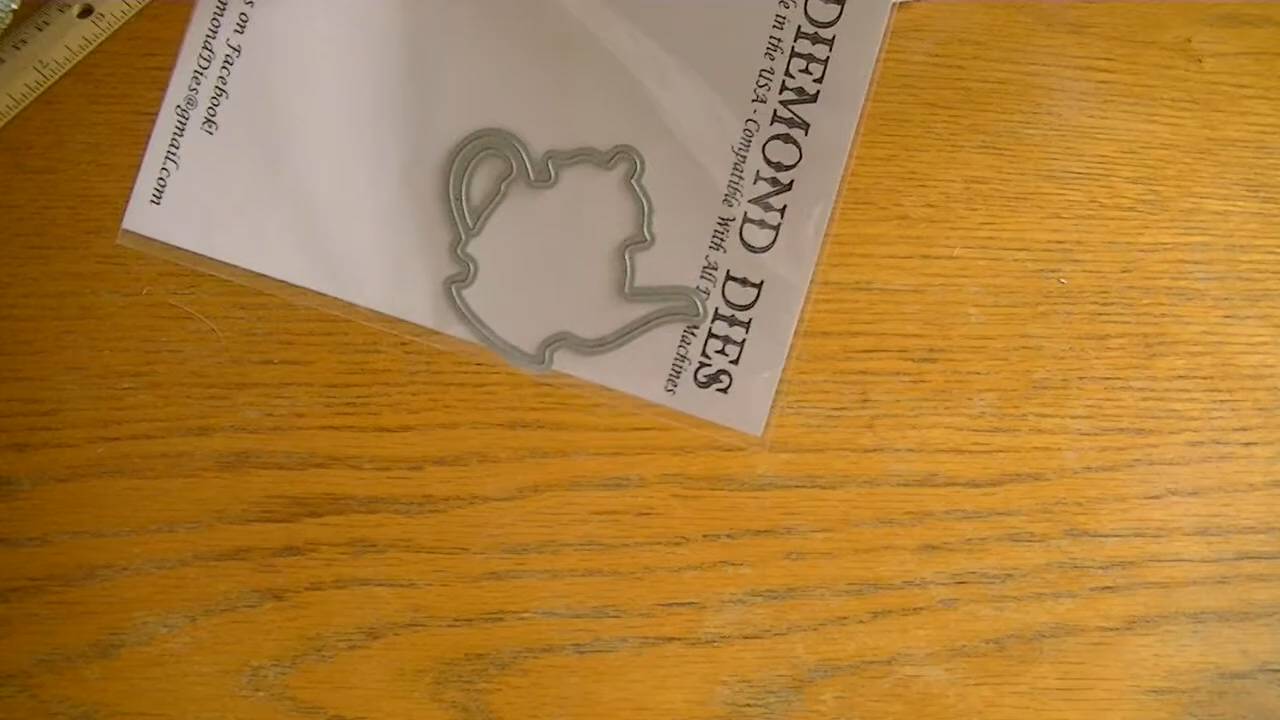 DIEMOND DIES
in the USA - Compatible With All Machines
s on Facebook!
mondDies@gmail.com